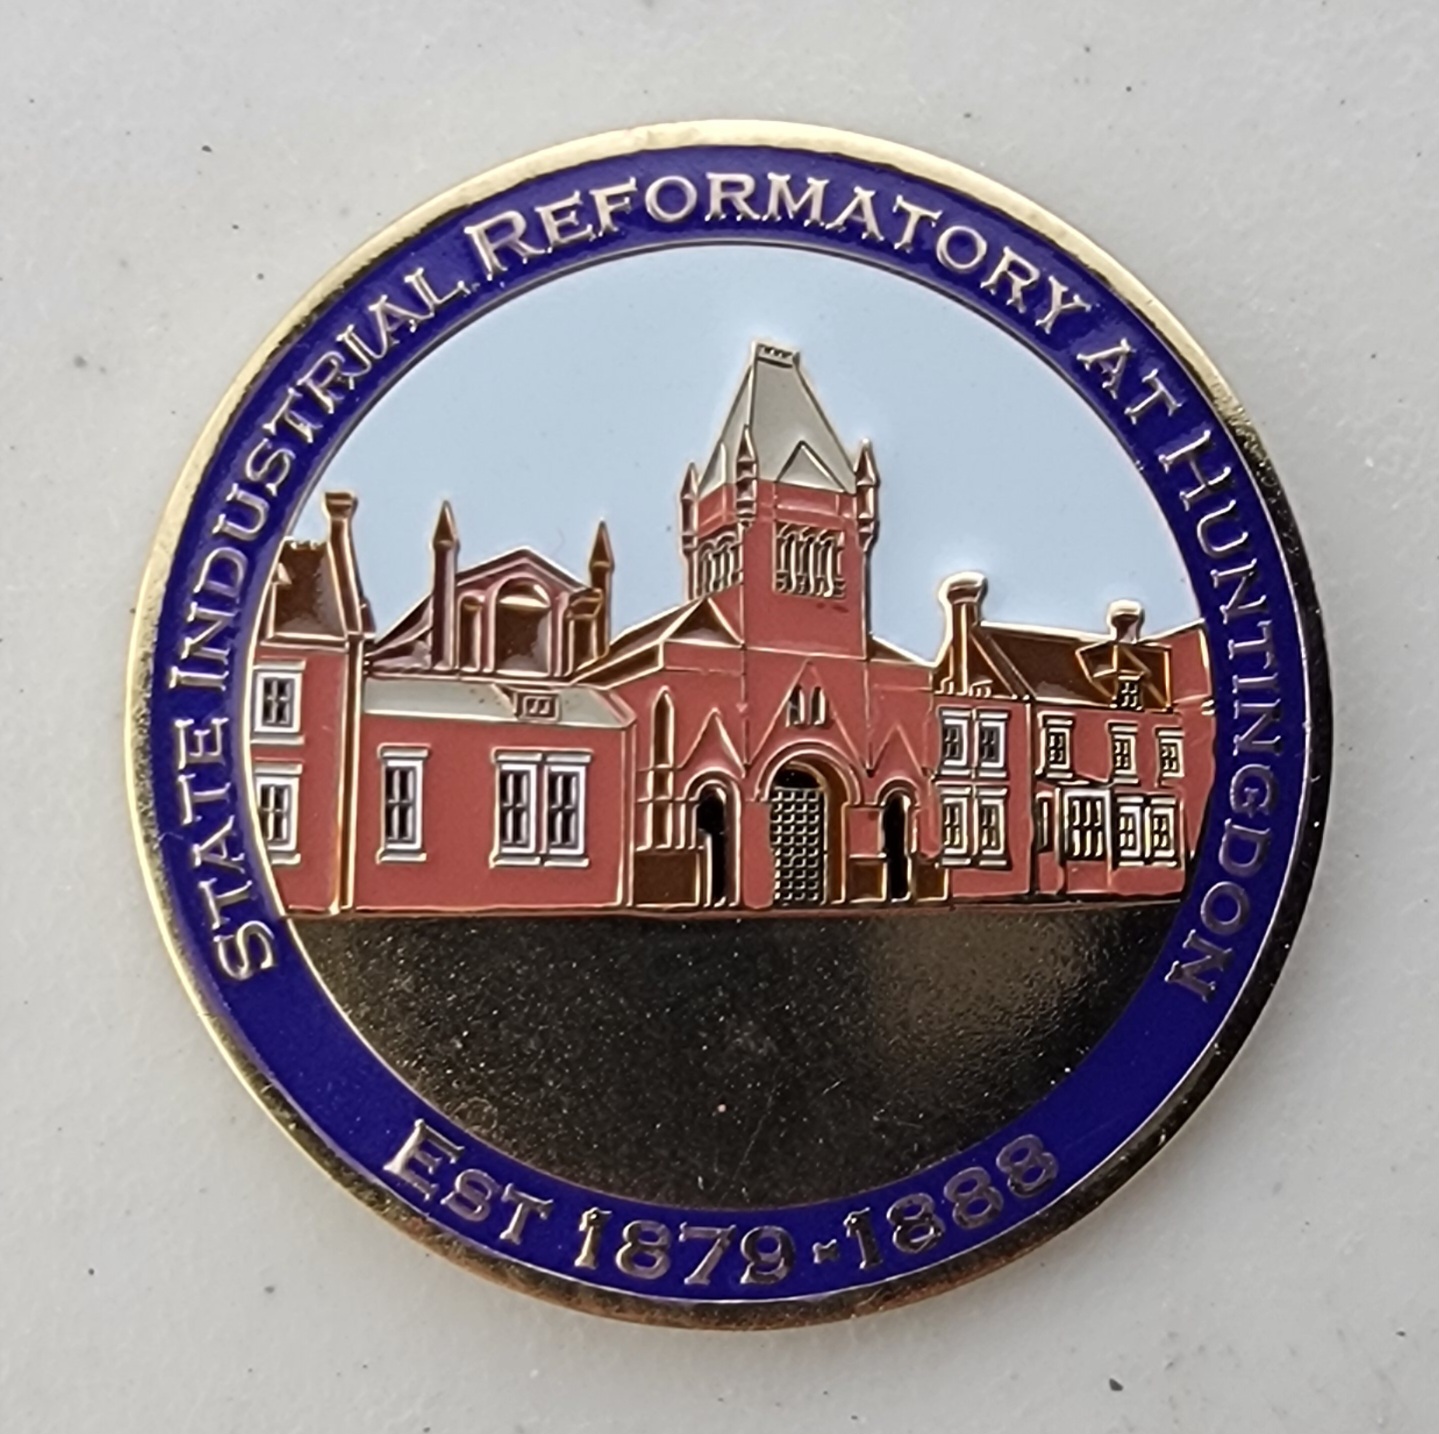 STATE INDUSTRIAL REFORMATORY AT HUNTINGDON
EST 1879-1888